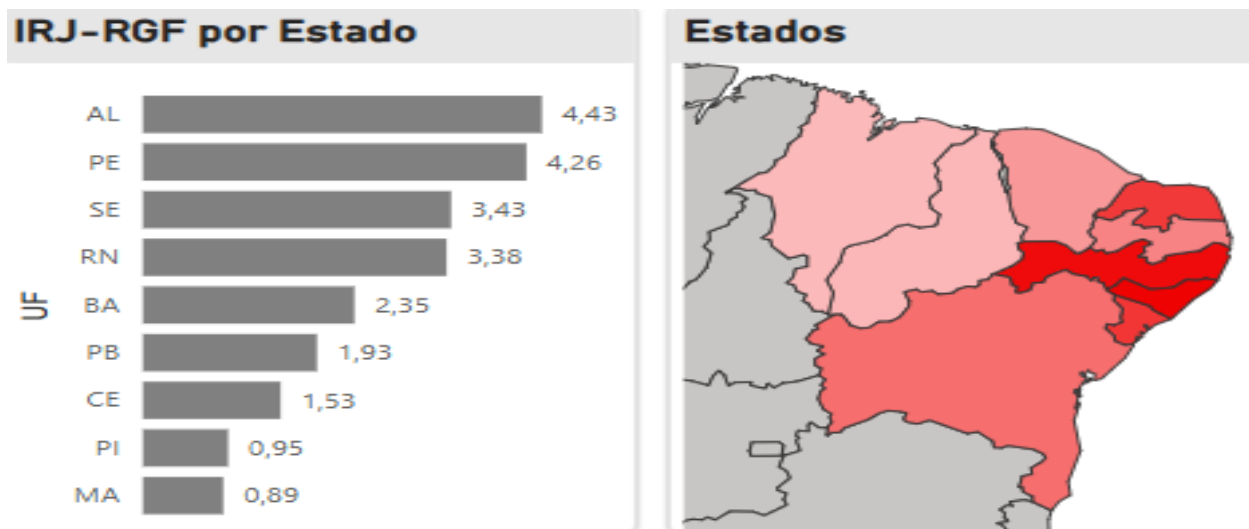 IRJ-RGF por Estado
AL 4,43
PE 4,26
SE 3,43
RN 3,38
BA 2,35
PB 1,93
CE 1,53
PI 0,95
MA 0,89
UF
Estados